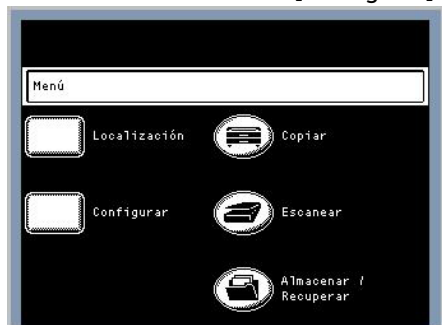 Menú
Localización
Copiar
Configurar
Escanear
Almacenar /
Recuperar